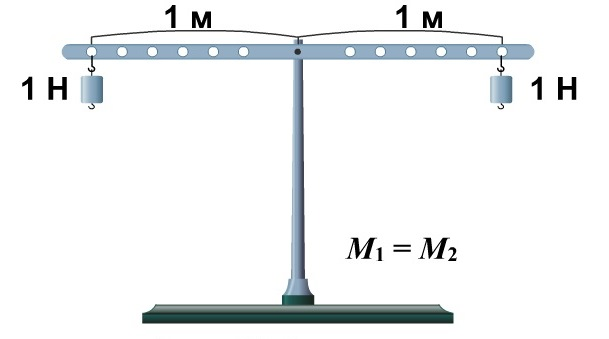 1 м 1 м
1 Н 1 Н
M₁ = M₂